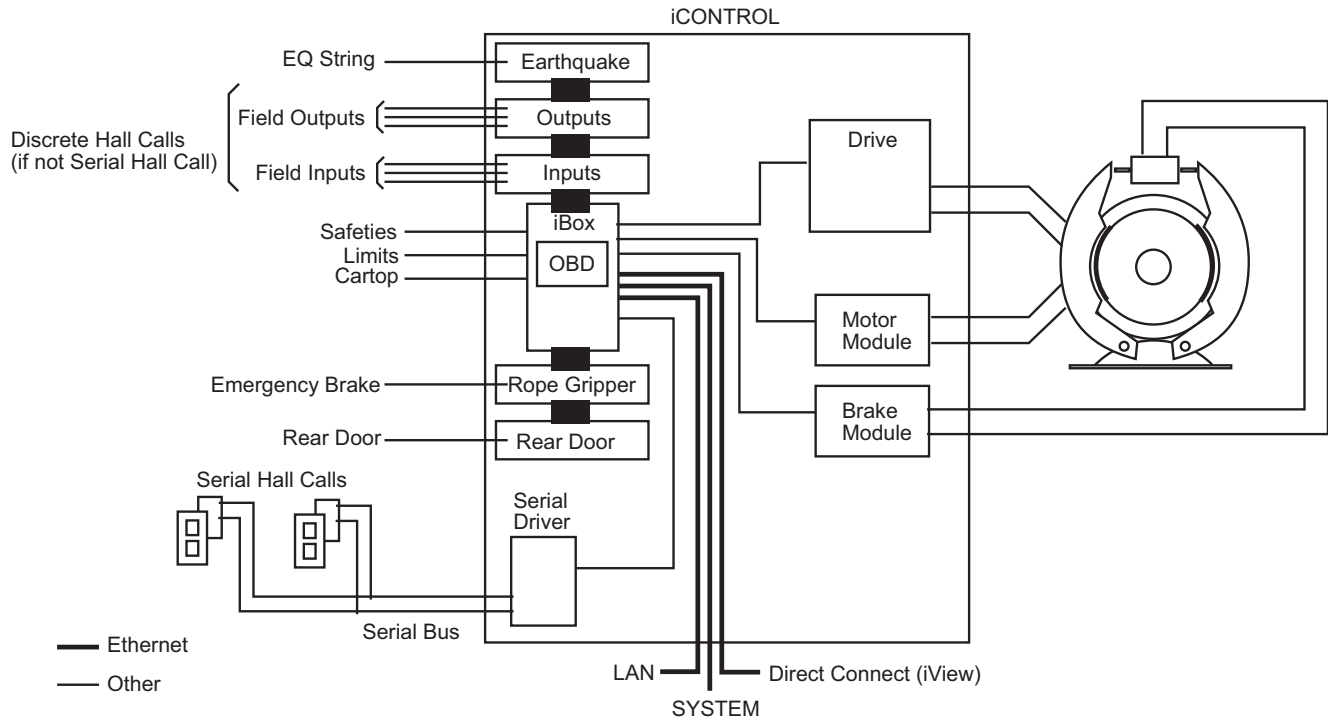 iCONTROL
EQ String
Earthquake
Discrete Hall Calls
(if not Serial Hall Call)
Field Outputs
Outputs
Field Inputs
Inputs
Drive
Safeties
Limits
Cartop
iBox
OBD
Motor
Module
Emergency Brake
Rope Gripper
Brake
Module
Rear Door
Rear Door
Serial Hall Calls
Serial
Driver
Serial Bus
Ethernet
Other
LAN
Direct Connect (iView)
SYSTEM